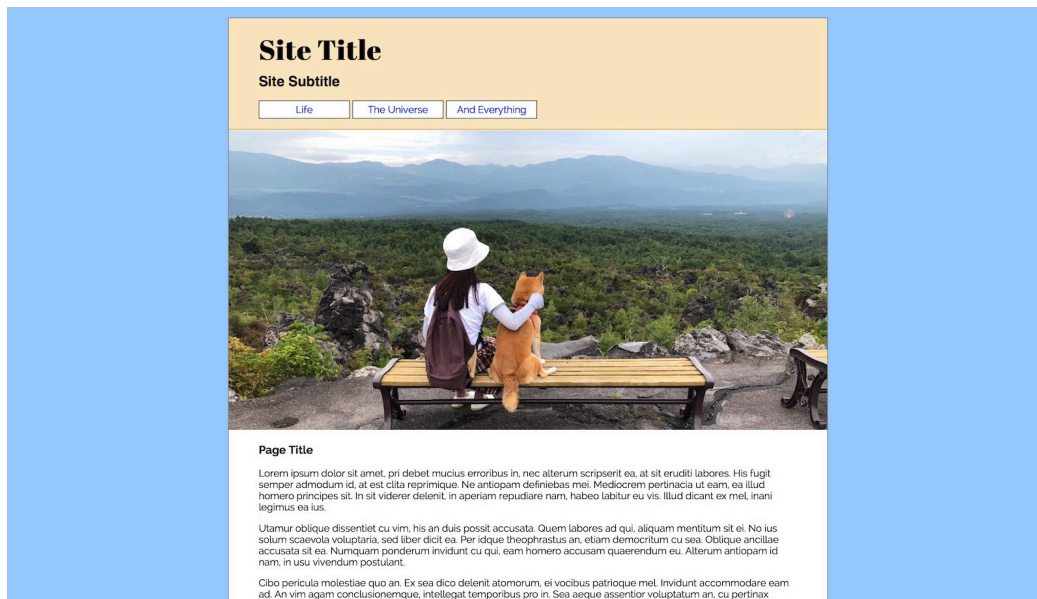 Site Title
Site Subtitle
Life
The Universe
And Everything
Page Title
Lorem ipsum dolor sit amet, pri debet mucius erroribus in, nec alterum scripserit ea, at sit eruditi labores. His fugit
semper admodum id, at est clita reprimique. Ne antiopam definiebas mei. Mediocrem pertinacia ut eam, ea illud
homero principes sit. In sit viderer delenit, in aperiam repudiare nam, habeo labitur eu vis. Illud dicant ex mel, inani
legimus ea ius.
Utamur oblique dissentiet cu vim, his an duis possit accusata. Quem labores ad qui, aliquam mentitum sit ei. No ius
solum scaevola voluptaria, sed liber dicit ea. Per idque theophrastus an, etiam democritum cu sea. Oblique ancillae
accusata sit ea. Numquam ponderum invidunt cu qui, eam homero accusam quaerendum eu. Alterum antiopam id
nam, in usu vivendum postulant.
Cibo pericula molestiae quo an. Ex sea dico delenit atomorum, ei vocibus patrioque mel. Invidunt accommodare eam
ad. An vim agam conclusionemque, intellegat temporibus pro in. Sea aeque assentior voluptatum an, cu pertinax